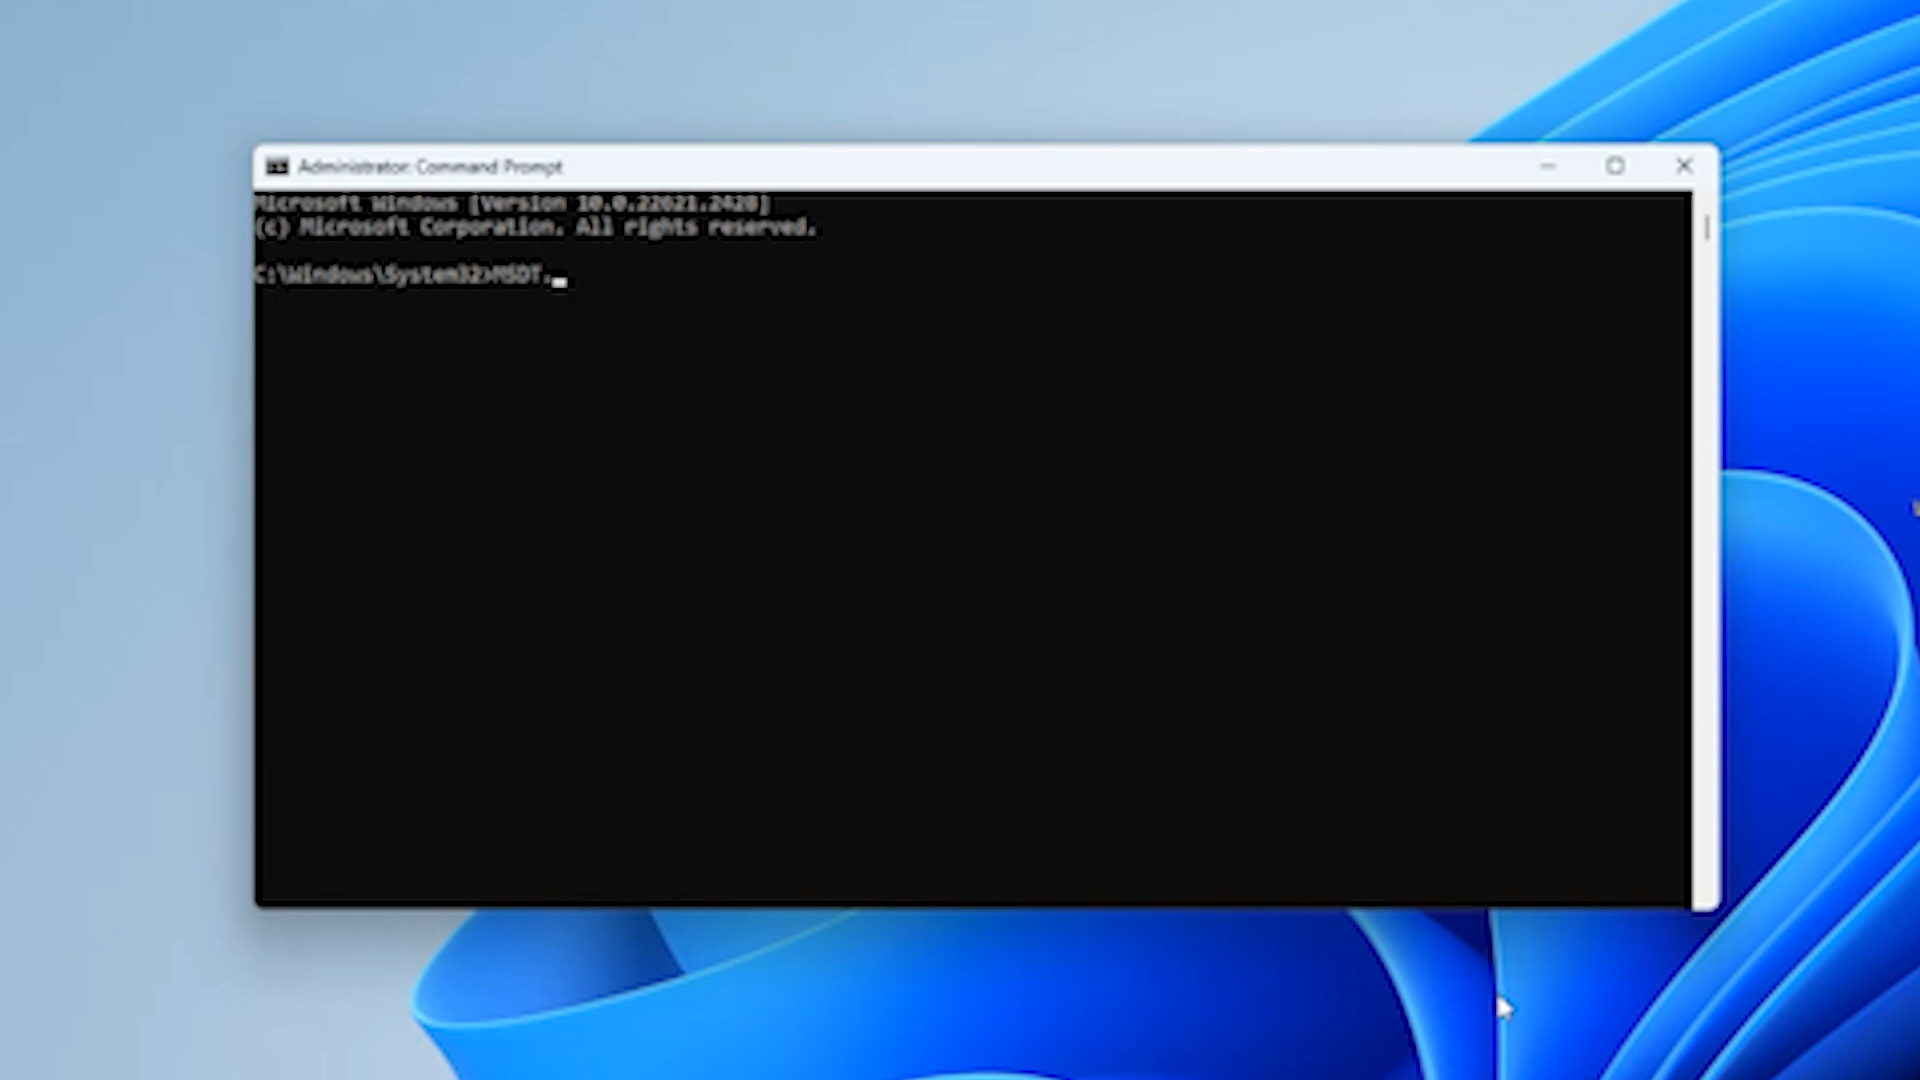 Administrator: Command Prompt
Microsoft Windows [Version 10.0.22621.2428]
(c) Microsoft Corporation. All rights reserved.
C:\Windows\System32>MSDT.